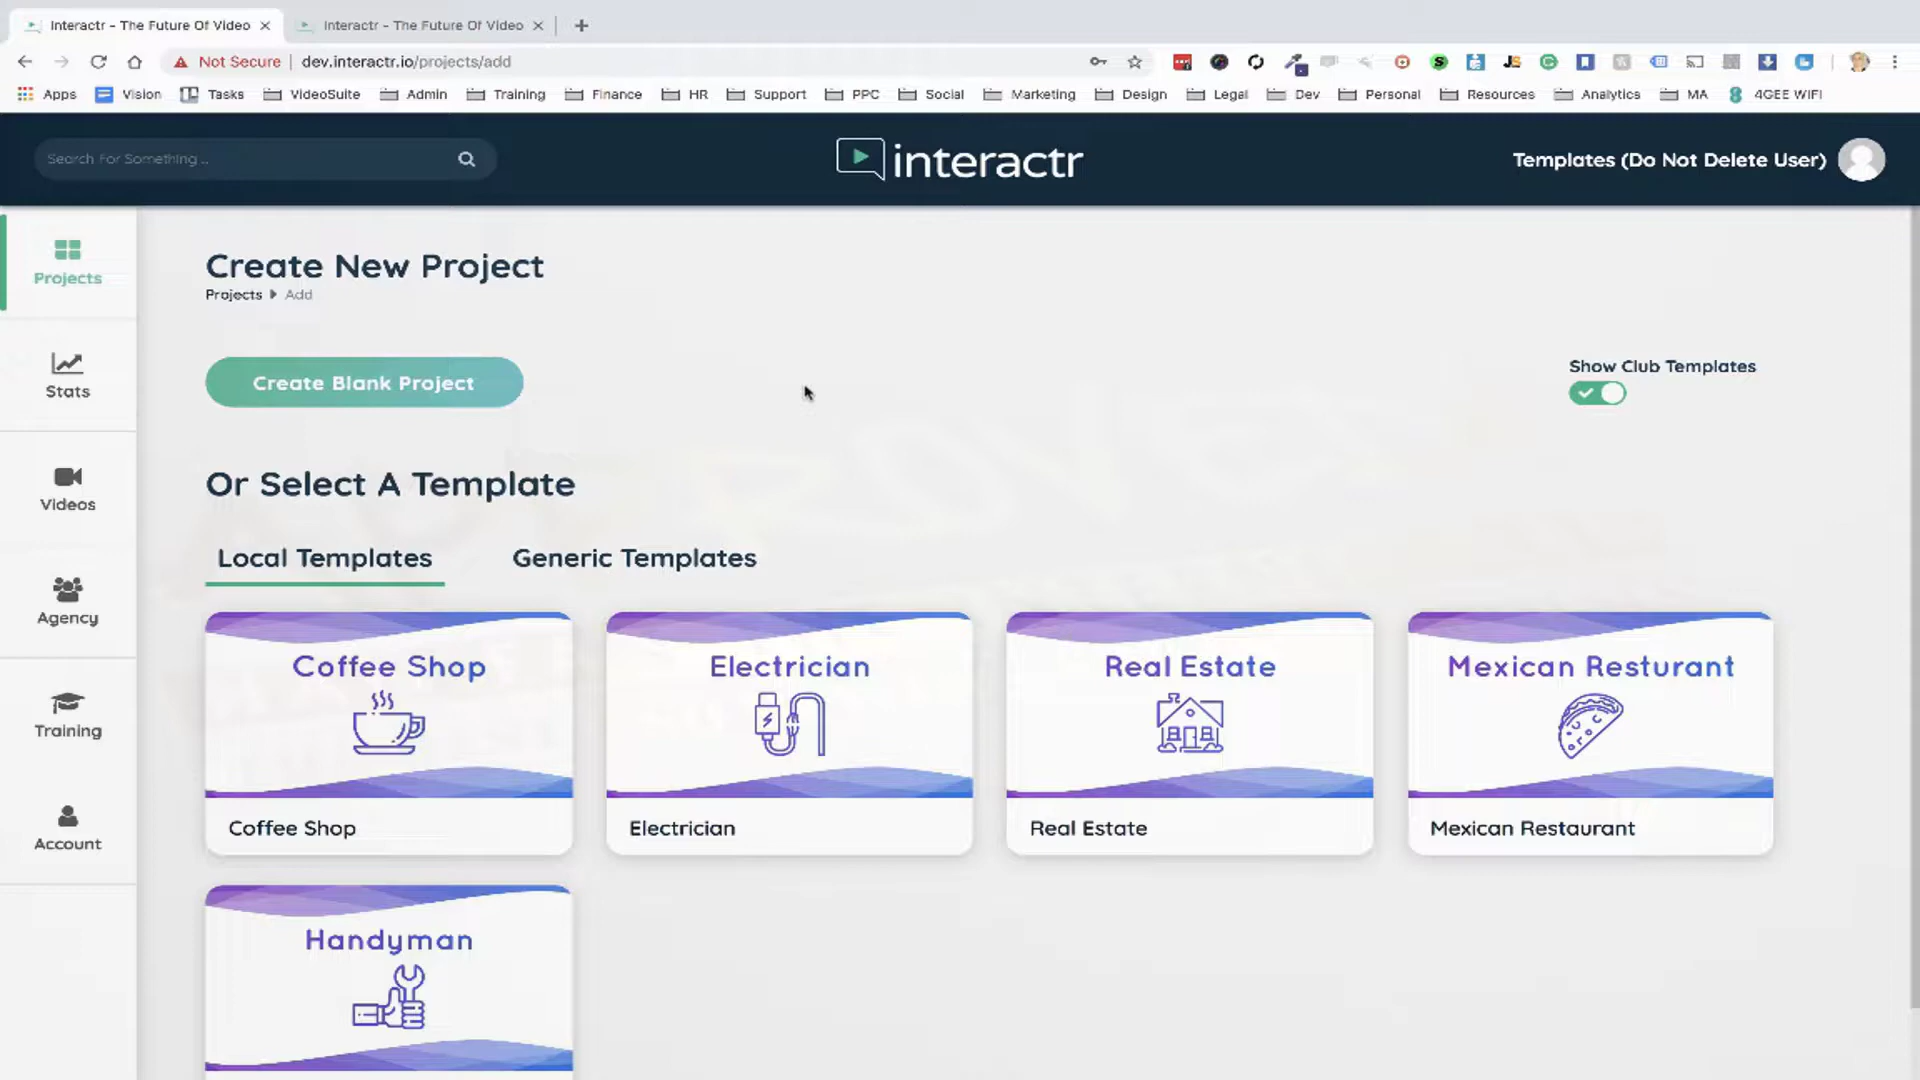 Interactr - The Future Of Video
Interactr - The Future Of Video
Not Secure
dev.interactr.io/projects/add
Apps
Vision
Tasks
VideoSuite
Admin
Training
Finance
HR
Support
PPC
Social
Marketing
Design
Legal
Dev
Personal
Resources
Analytics
MA
4GEE WIFI
Search For Something ..
interactr
Templates (Do Not Delete User)
Projects
Stats
Videos
Agency
Training
Account
Create New Project
Projects
Add
Create Blank Project
Show Club Templates
Or Select A Template
Local Templates
Generic Templates
Coffee Shop
Coffee Shop
Electrician
Electrician
Real Estate
Real Estate
Mexican Resturant
Mexican Restaurant
Handyman